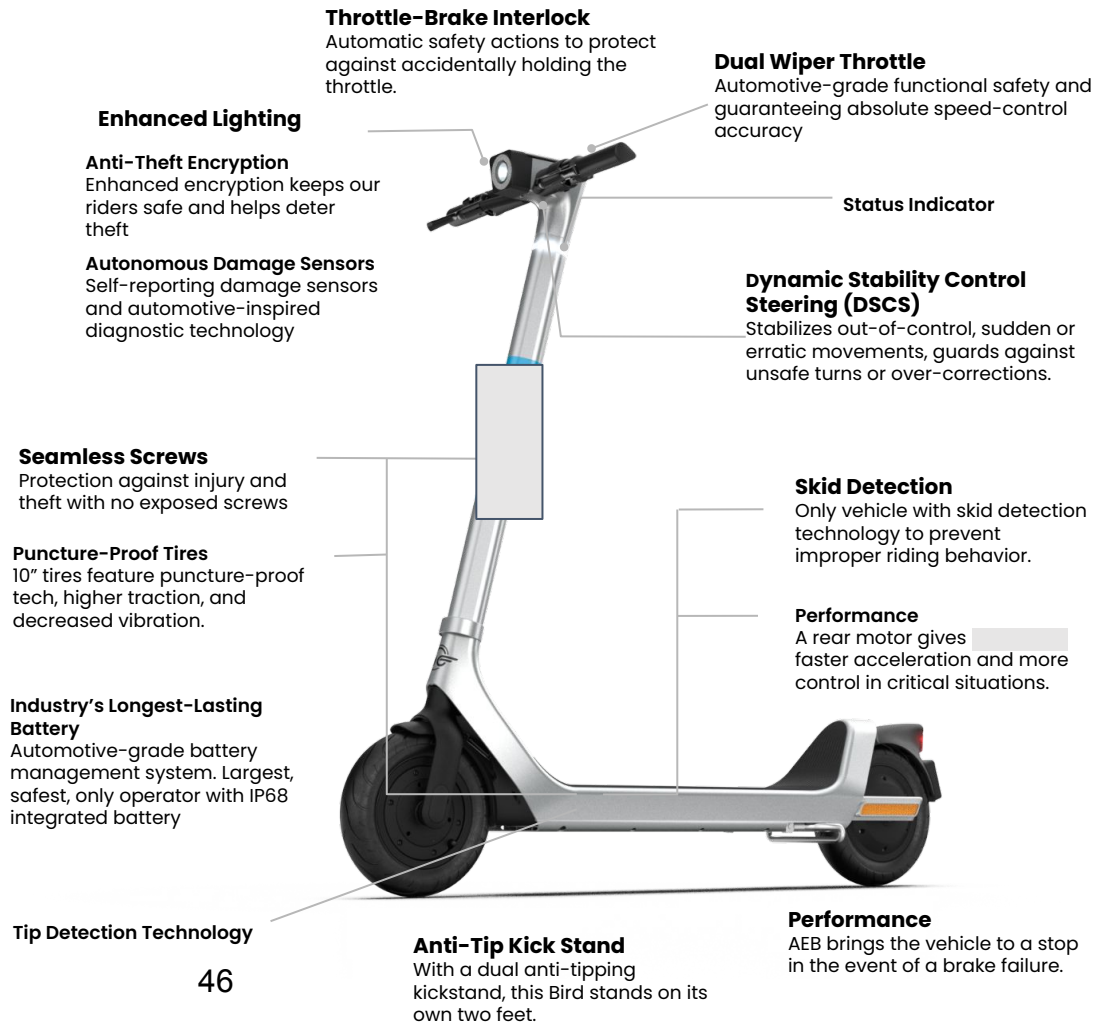 Throttle-Brake Interlock
Automatic safety actions to protect
against accidentally holding the
throttle.
Dual Wiper Throttle
Automotive-grade functional safety and
guaranteeing absolute speed-control
accuracy
Enhanced Lighting
Anti-Theft Encryption
Enhanced encryption keeps our
riders safe and helps deter
theft
Status Indicator
Autonomous Damage Sensors
Self-reporting damage sensors
and automotive-inspired
diagnostic technology
Dynamic Stability Control
Steering (DSCS)
Stabilizes out-of-control, sudden or
erratic movements, guards against
unsafe turns or over-corrections.
Seamless Screws
Protection against injury and
theft with no exposed screws
Skid Detection
Only vehicle with skid detection
technology to prevent
improper riding behavior.
Puncture-Proof Tires
10” tires feature puncture-proof
tech, higher traction, and
decreased vibration.
Performance
A rear motor gives
faster acceleration and more
control in critical situations.
Industry’s Longest-Lasting
Battery
Automotive-grade battery
management system. Largest,
safest, only operator with IP68
integrated battery
Tip Detection Technology
Anti-Tip Kick Stand
With a dual anti-tipping
kickstand, this Bird stands on its
own two feet.
Performance
AEB brings the vehicle to a stop
in the event of a brake failure.
46